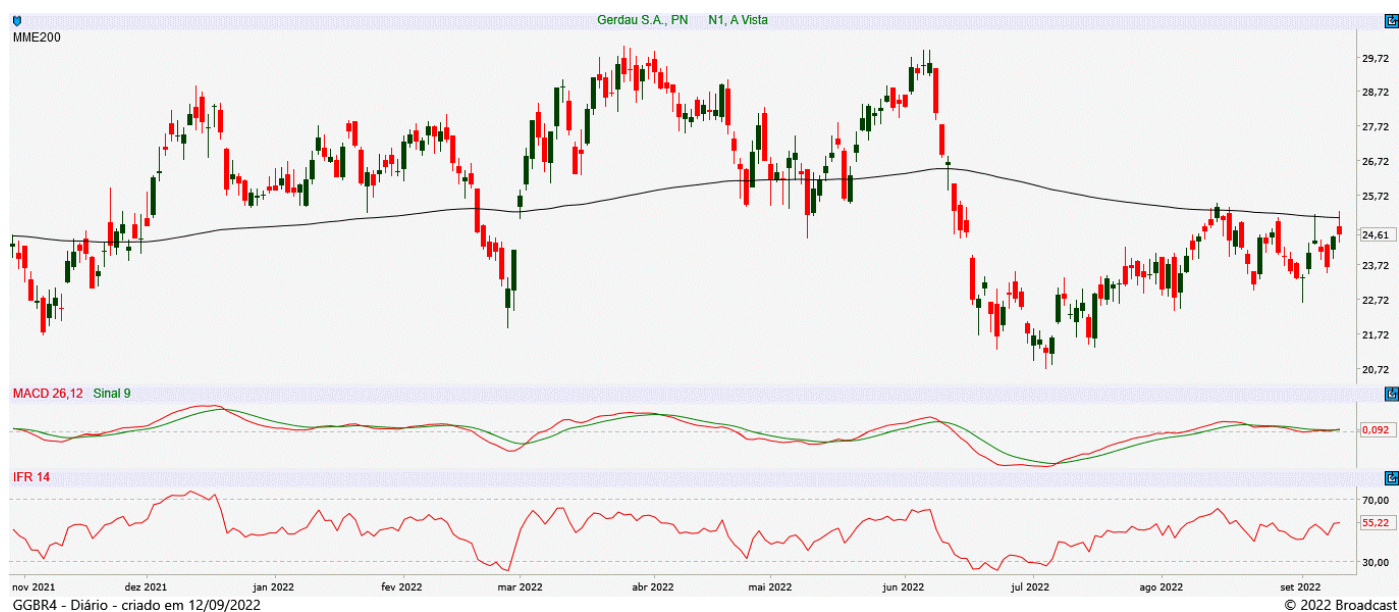 Gerdau S.A., PN N1, A Vista
MME200
29,72
28,72
27,72
26,72
25,72
24,61
23,72
22,72
21,72
20,72
MACD 26,12 Sinal 9
0,092
IFR 14
70,00
55,22
30,00
nov 2021 dez 2021 jan 2022 fev 2022 mar 2022 abr 2022 mai 2022 jun 2022 jul 2022 ago 2022 set 2022
GGBR4 - Diário - criado em 12/09/2022 © 2022 Broadcast